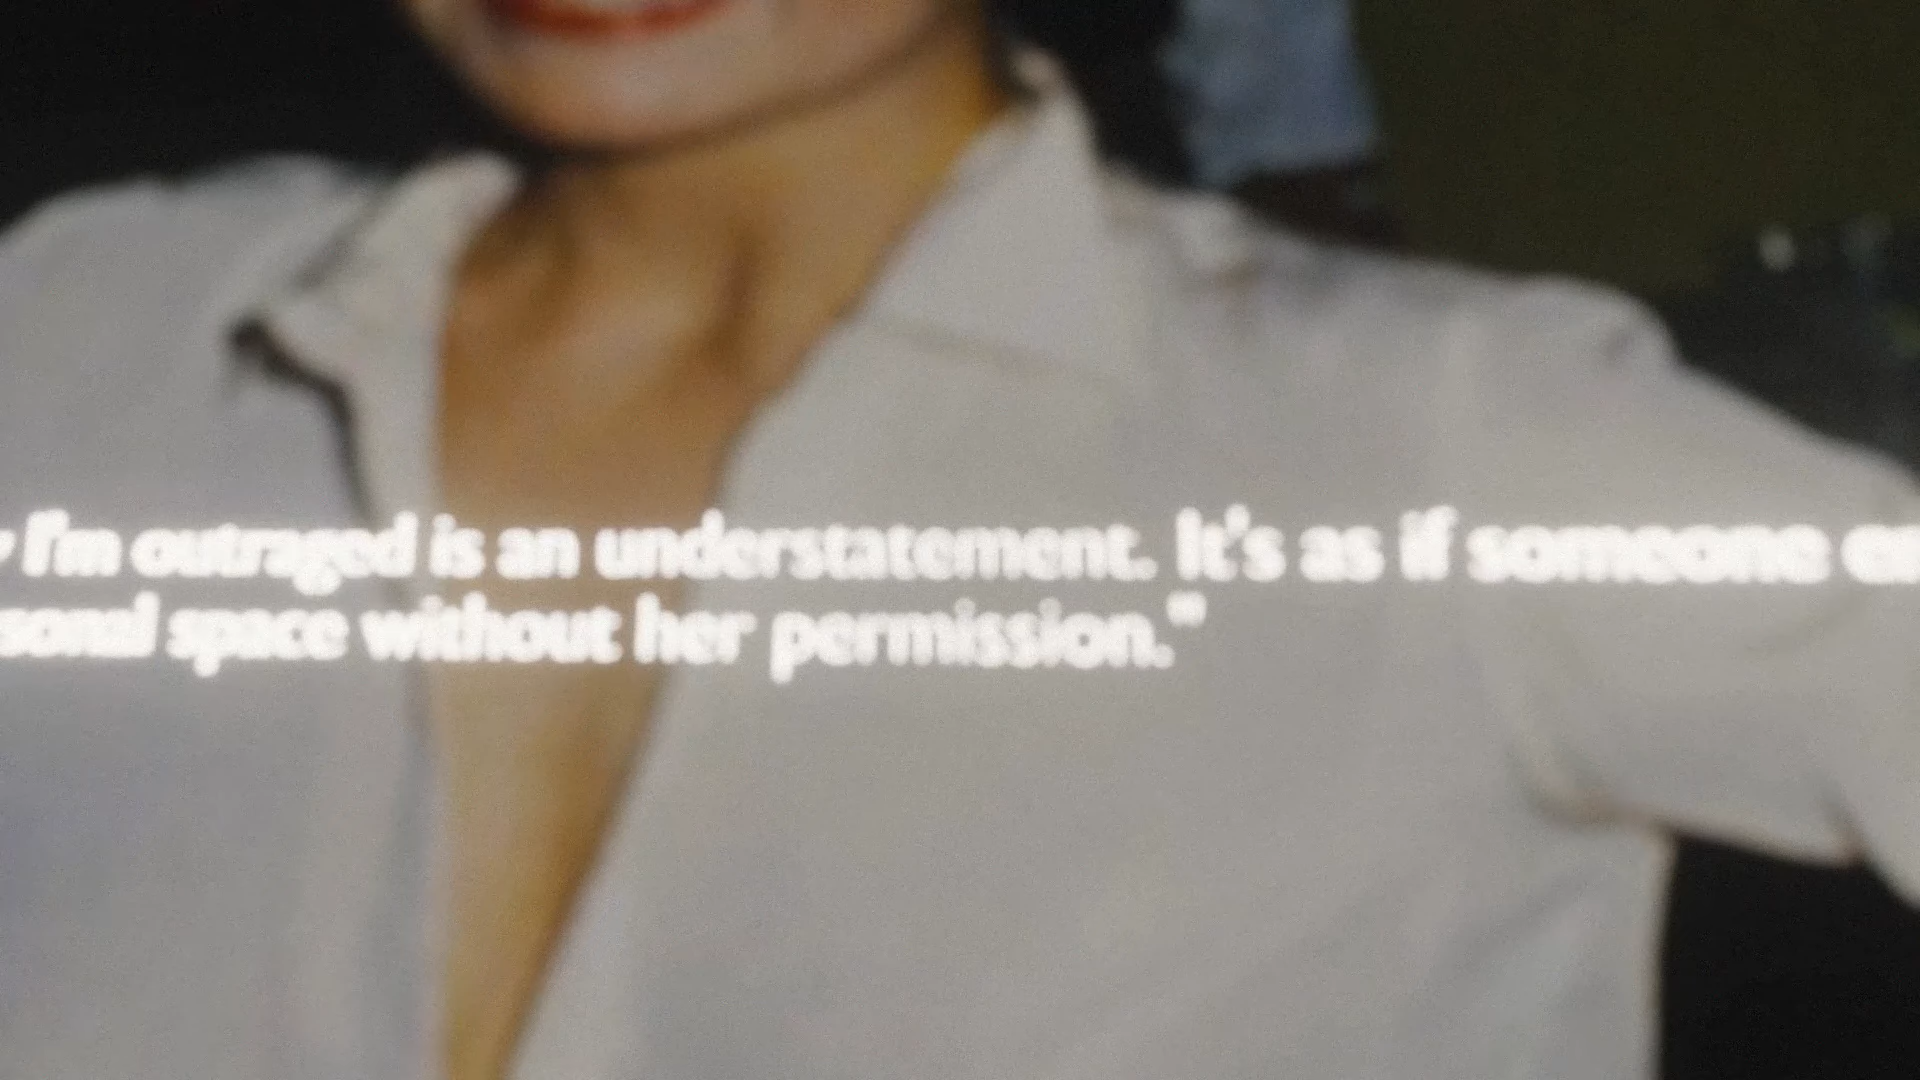 I'm outraged is an understatement. It's as if someone
space without her permission."